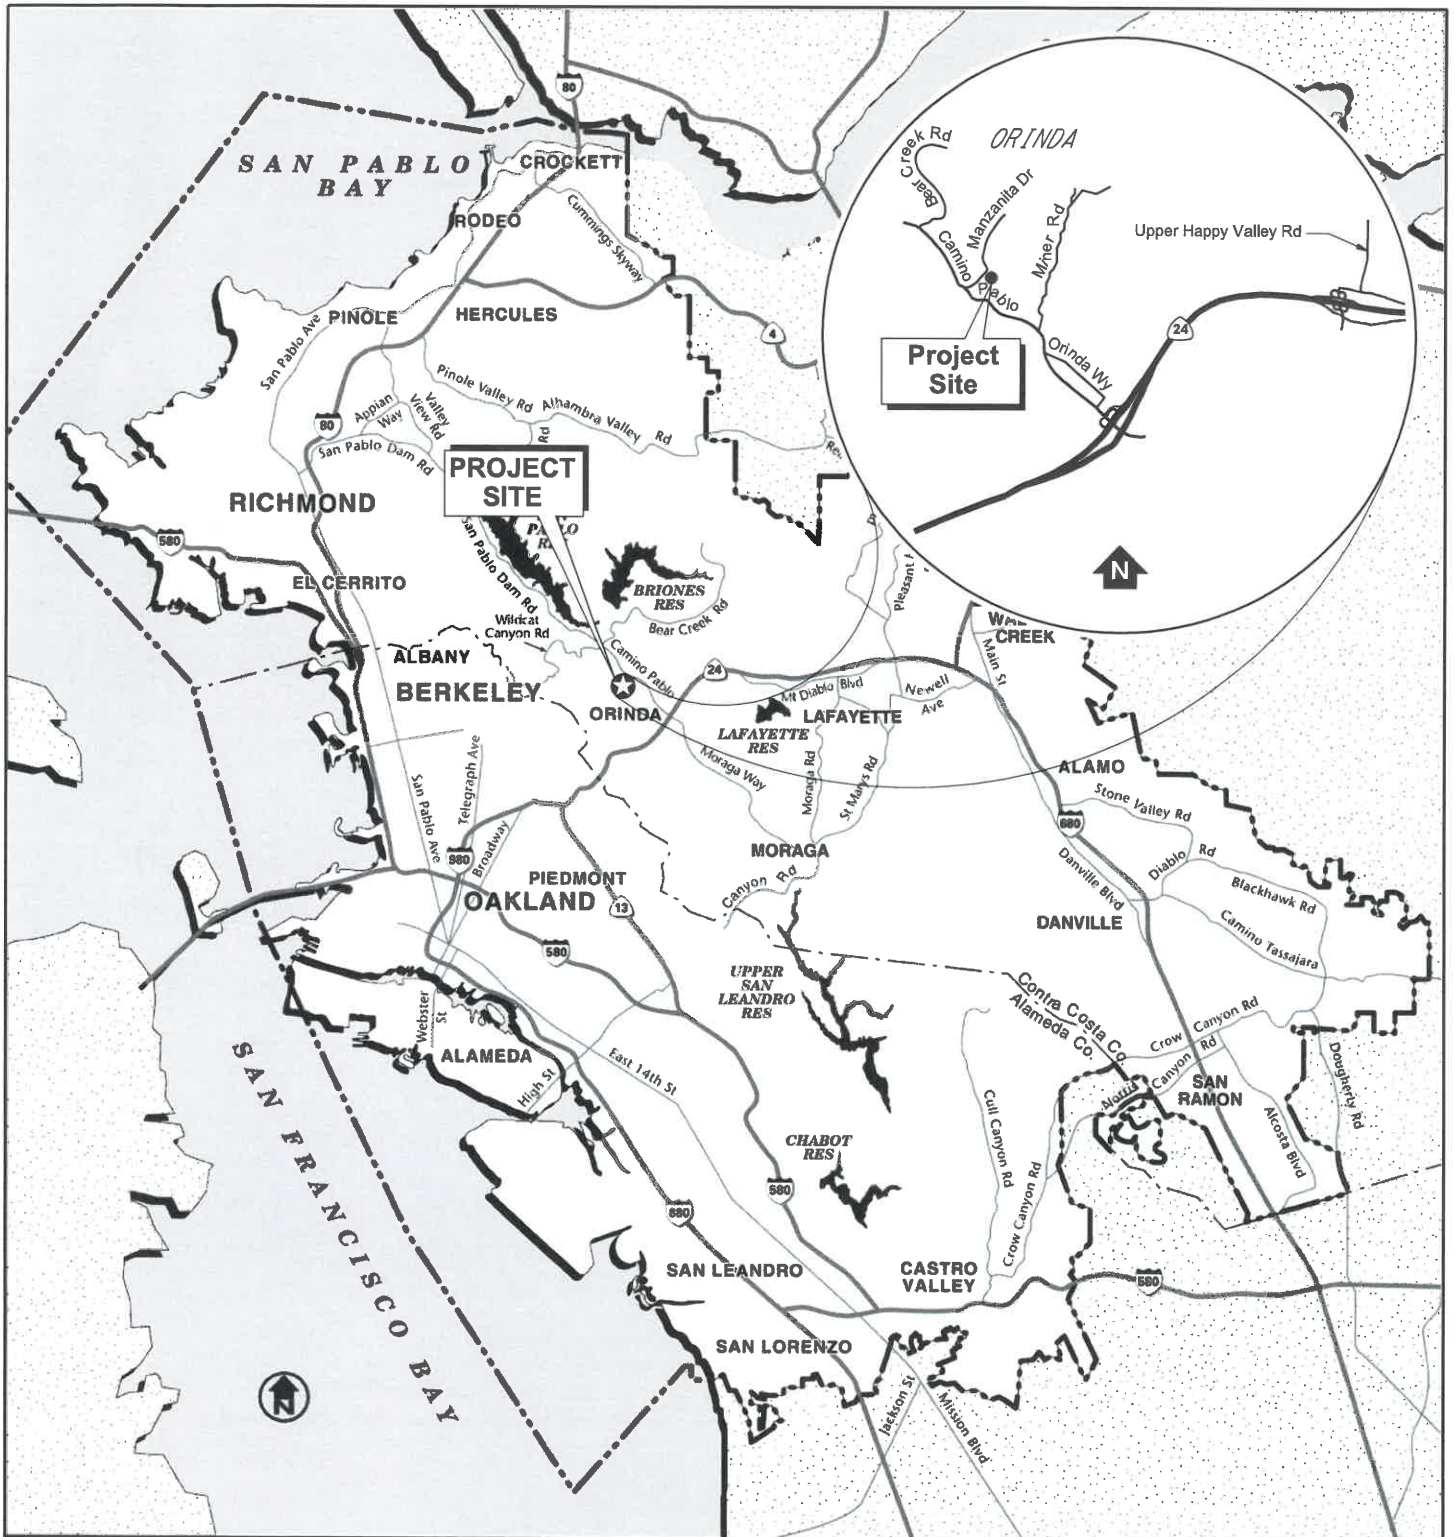 80
SAN PABLO
BAY
CROCKETT
RODEO
Cummings Skyway
PINOLE
HERCULES
San Pablo Ave
4
Pinole Valley Rd
Alhambra Valley Rd
Appian
Way
Valley
View Rd
80
San Pablo Dam Rd
Rd
PROJECT
SITE
RICHMOND
580
San Pablo Dam Rd
EL CERRITO
BRIONES
RES
Bear Creek Rd
Wildcat
Canyon Rd
Pleasant
CREEK
Main St
ALBANY
BERKELEY
Camino Pablo
24
ORINDA
Mt Diablo Blvd
Newell
Ave
LAFAYETTE
LAFAYETTE
RES
Moraga Way
Moraga Rd
St Marys Rd
ALAMO
Stone Valley Rd
680
San Pablo Ave
Telegraph Ave
Broadway
980
MORAGA
Canyon Rd
Danville Blvd
Diablo Rd
Blackhawk Rd
Camino Tassajara
PIEDMONT
OAKLAND
13
580
DANVILLE
UPPER
SAN
LEANDRO
RES
Contra Costa Co.
Alameda Co.
Crow Canyon Rd
Canyon Rd
SAN
RAMON
Dougherty Rd
Alcosta Blvd
Webster
St
ALAMEDA
High St
East 14th St
Cull Canyon Rd
Crow Canyon Rd
CHABOT
RES
580
880
SAN FRANCISCO BAY
SAN LEANDRO
CASTRO
VALLEY
580
SAN LORENZO
Jackson St
Mission Blvd
N
ORINDA
Bear Creek Rd
Manzanita Dr
Miner Rd
Camino Pablo
Upper Happy Valley Rd
Project
Site
24
Orinda Wy
N